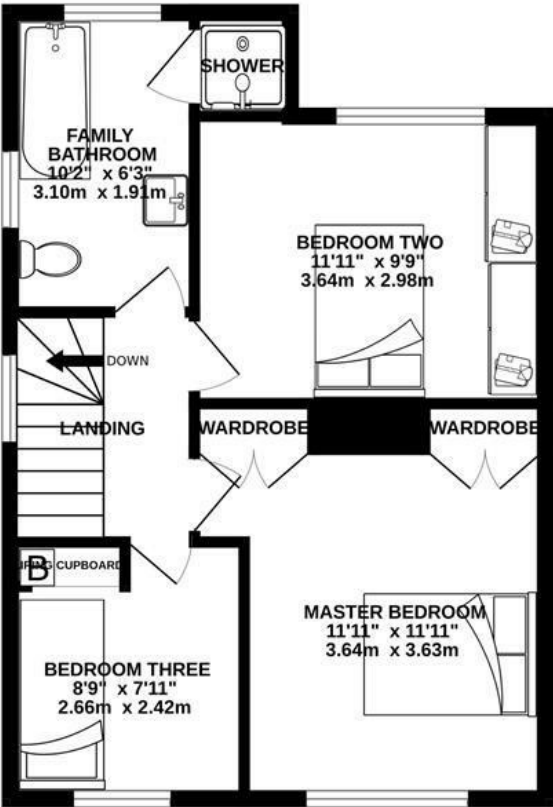 SHOWER
FAMILY
BATHROOM
10'2" x 6'3"
3.10m x 1.91m
BEDROOM TWO
11'11" x 9'9"
3.64m x 2.98m
DOWN
LANDING
WARDROBE
WARDROBE
B
CUPBOARD
MASTER BEDROOM
11'11" x 11'11"
3.64m x 3.63m
BEDROOM THREE
8'9" x 7'11"
2.66m x 2.42m